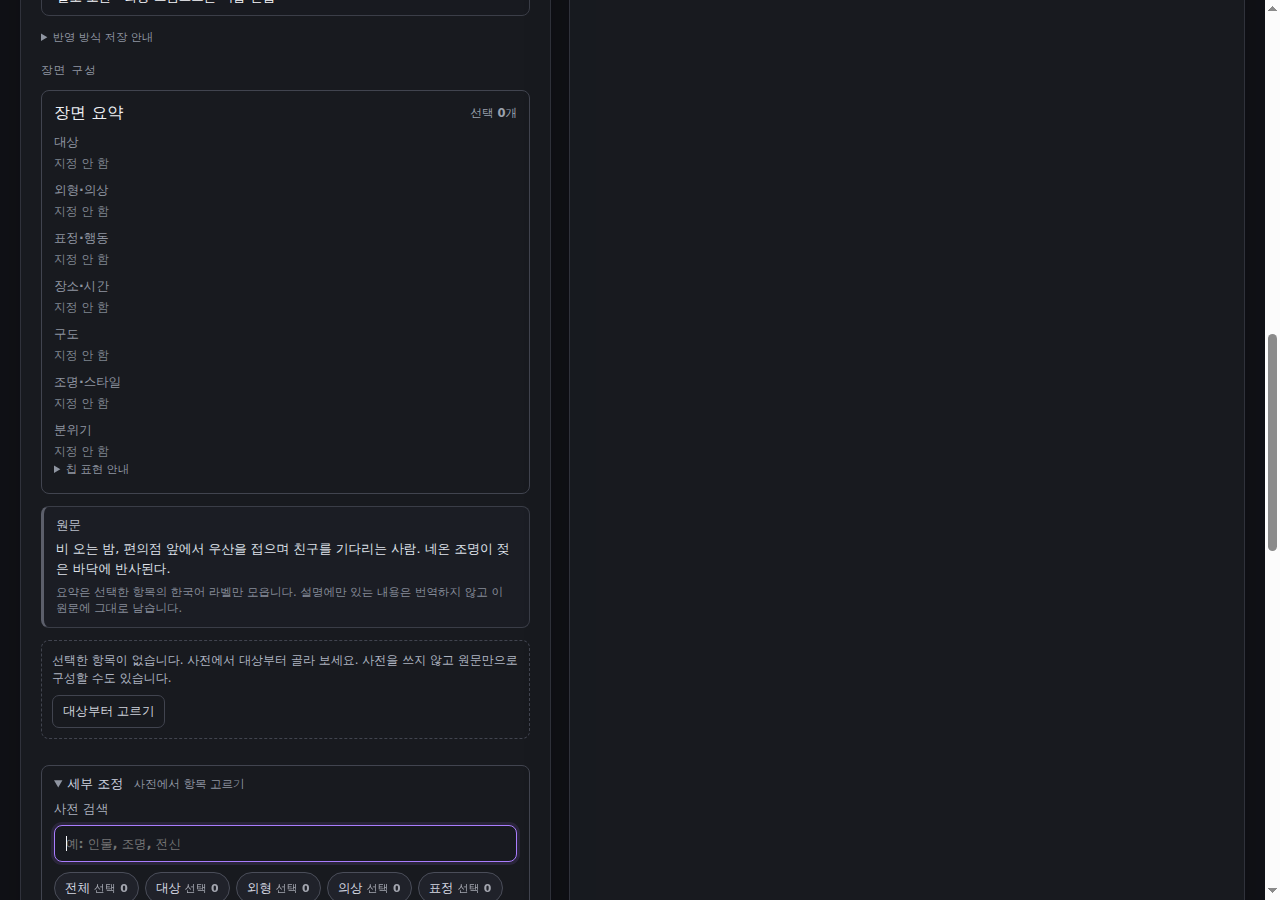 반영 방식 저장 안내
장면 구성
장면 요약
선택 0개
대상
지정 안 함
외형·의상
지정 안 함
표정·행동
지정 안 함
장소·시간
지정 안 함
구도
지정 안 함
조명·스타일
지정 안 함
분위기
지정 안 함
칩 표현 안내
원문
비 오는 밤, 편의점 앞에서 우산을 접으며 친구를 기다리는 사람. 네온 조명이 젖
은 바닥에 반사된다.
요약은 선택한 항목의 한국어 라벨만 모읍니다. 설명에만 있는 내용은 번역하지 않고 이
원문에 그대로 남습니다.
선택한 항목이 없습니다. 사전에서 대상부터 골라 보세요. 사전을 쓰지 않고 원문만으로
구성할 수도 있습니다.
대상부터 고르기
세부 조정 사전에서 항목 고르기
사전 검색
예: 인물, 조명, 전신
전체 선택 0 대상 선택 0 외형 선택 0 의상 선택 0 표정 선택 0